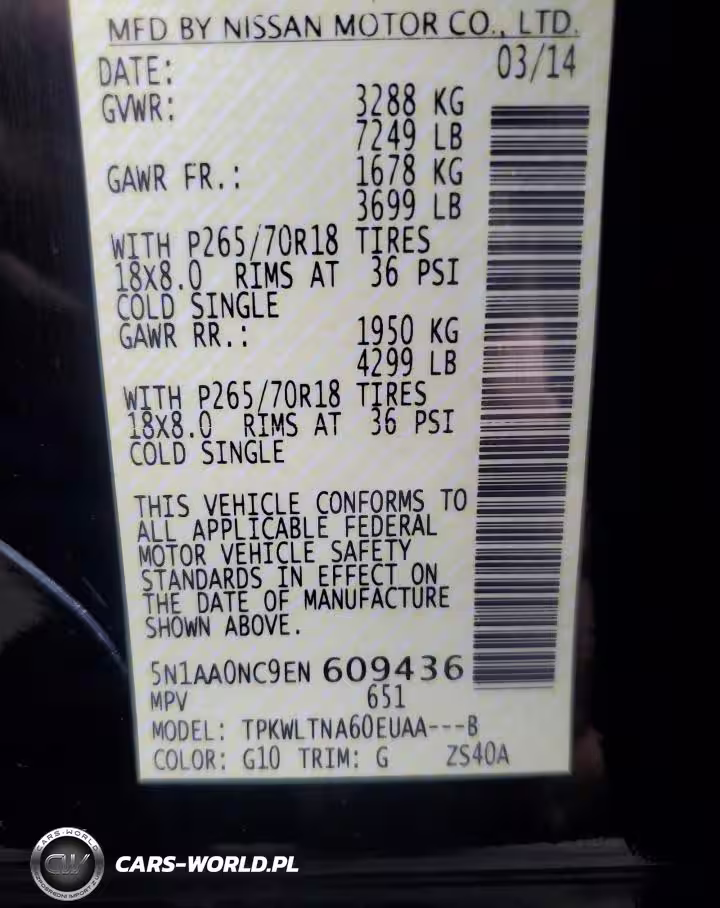 MFD BY NISSAN MOTOR CO., LTD.
DATE: 03/14
GVWR: 3288 KG
7249 LB
GAWR FR.: 1678 KG
3699 LB
WITH P265/70R18 TIRES
18X8.0 RIMS AT 36 PSI
COLD SINGLE
GAWR RR.: 1950 KG
4299 LB
WITH P265/70R18 TIRES
18X8.0 RIMS AT 36 PSI
COLD SINGLE
THIS VEHICLE CONFORMS TO
ALL APPLICABLE FEDERAL
MOTOR VEHICLE SAFETY
STANDARDS IN EFFECT ON
THE DATE OF MANUFACTURE
SHOWN ABOVE.
5N1AA0NC9EN 609436
MPV 651
MODEL: TPKWLTNA60EUAA---B
COLOR: G10 TRIM: G ZS40A
CARS-WORLD
CW
CARS-WORLD.PL